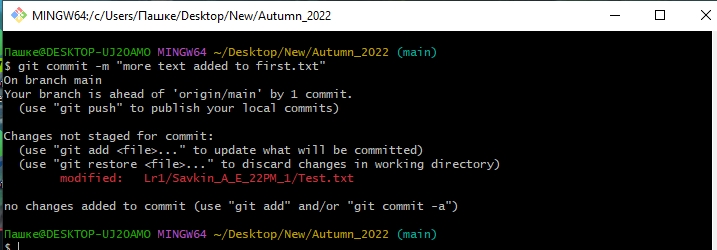 MINGW64:/c/Users/Пашке/Desktop/New/Autumn_2022
Пашке@DESKTOP-UJ2OAMO MINGW64 ~/Desktop/New/Autumn_2022 (main)
$ git commit -m "more text added to first.txt"
On branch main
Your branch is ahead of 'origin/main' by 1 commit.
  (use "git push" to publish your local commits)
Changes not staged for commit:
  (use "git add <file>..." to update what will be committed)
  (use "git restore <file>..." to discard changes in working directory)
        modified:   Lr1/Savkin_A_E_22PM_1/Test.txt
no changes added to commit (use "git add" and/or "git commit -a")
Пашке@DESKTOP-UJ2OAMO MINGW64 ~/Desktop/New/Autumn_2022 (main)
$